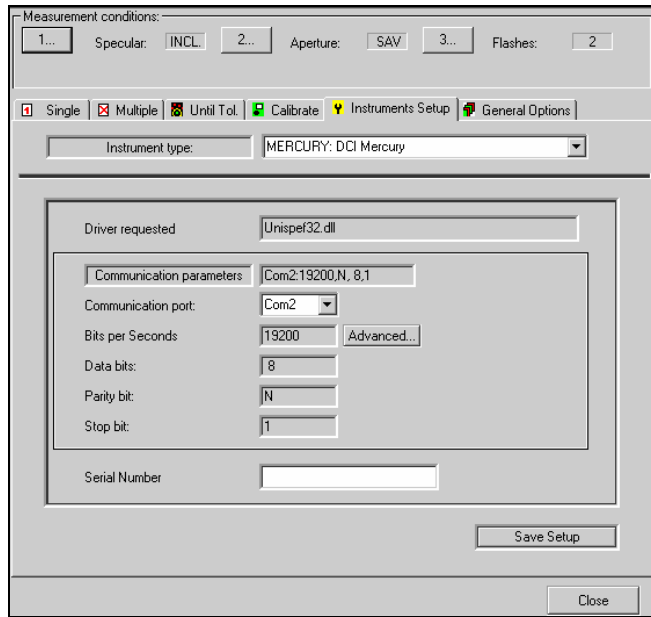 Measurement conditions:
1... Specular: INCL. 2... Aperture: SAV 3... Flashes: 2
1 Single Multiple Until Tol. Calibrate Instruments Setup General Options
Instrument type: MERCURY: DCI Mercury
Driver requested Unispef32.dll
Communication parameters Com2:19200,N, 8,1
Communication port: Com2
Bits per Seconds 19200 Advanced...
Data bits: 8
Parity bit: N
Stop bit: 1
Serial Number
Save Setup
Close